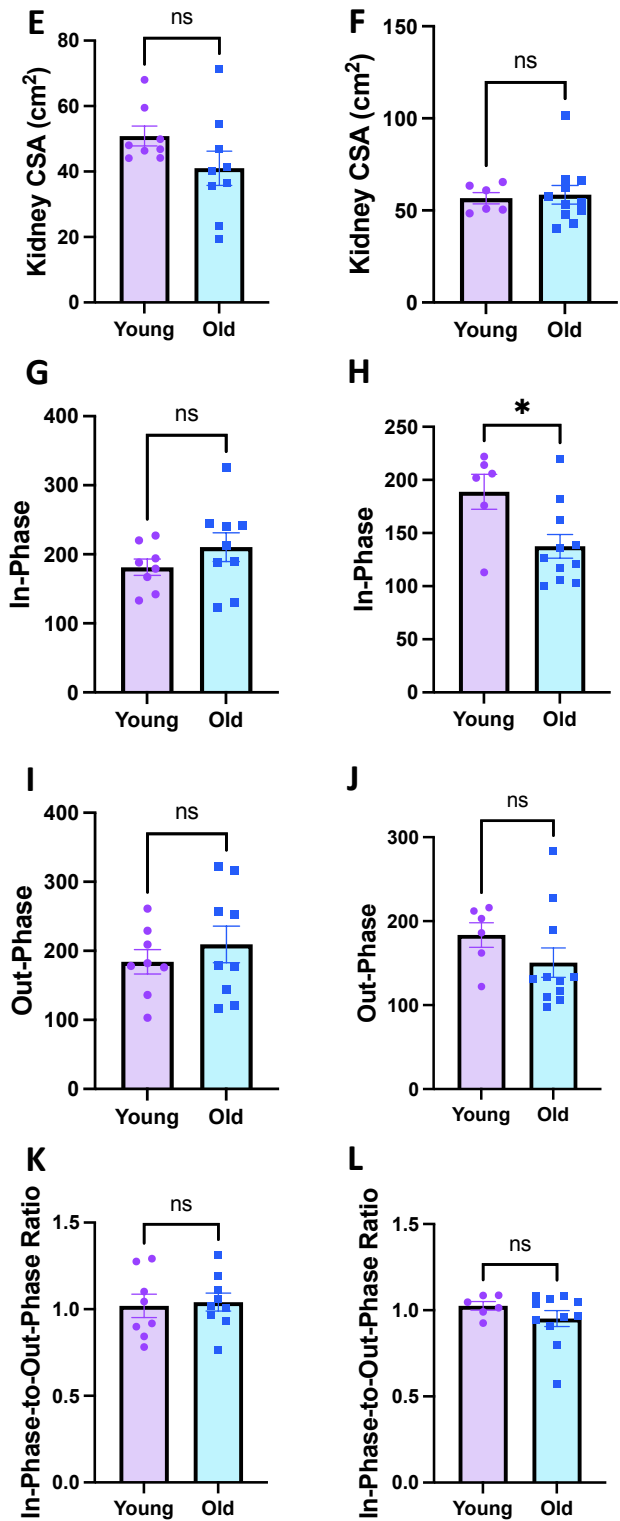 E
ns
Kidney CSA (cm²)
80
60
40
20
0
Young
Old
F
ns
Kidney CSA (cm²)
150
100
50
0
Young
Old
G
ns
In-Phase
400
300
200
100
0
Young
Old
H
*
In-Phase
250
200
150
100
50
0
Young
Old
I
ns
Out-Phase
400
300
200
100
0
Young
Old
J
ns
Out-Phase
300
200
100
0
Young
Old
K
ns
In-Phase-to-Out-Phase Ratio
1.5
1.0
0.5
0.0
Young
Old
L
ns
In-Phase-to-Out-Phase Ratio
1.5
1.0
0.5
0.0
Young
Old